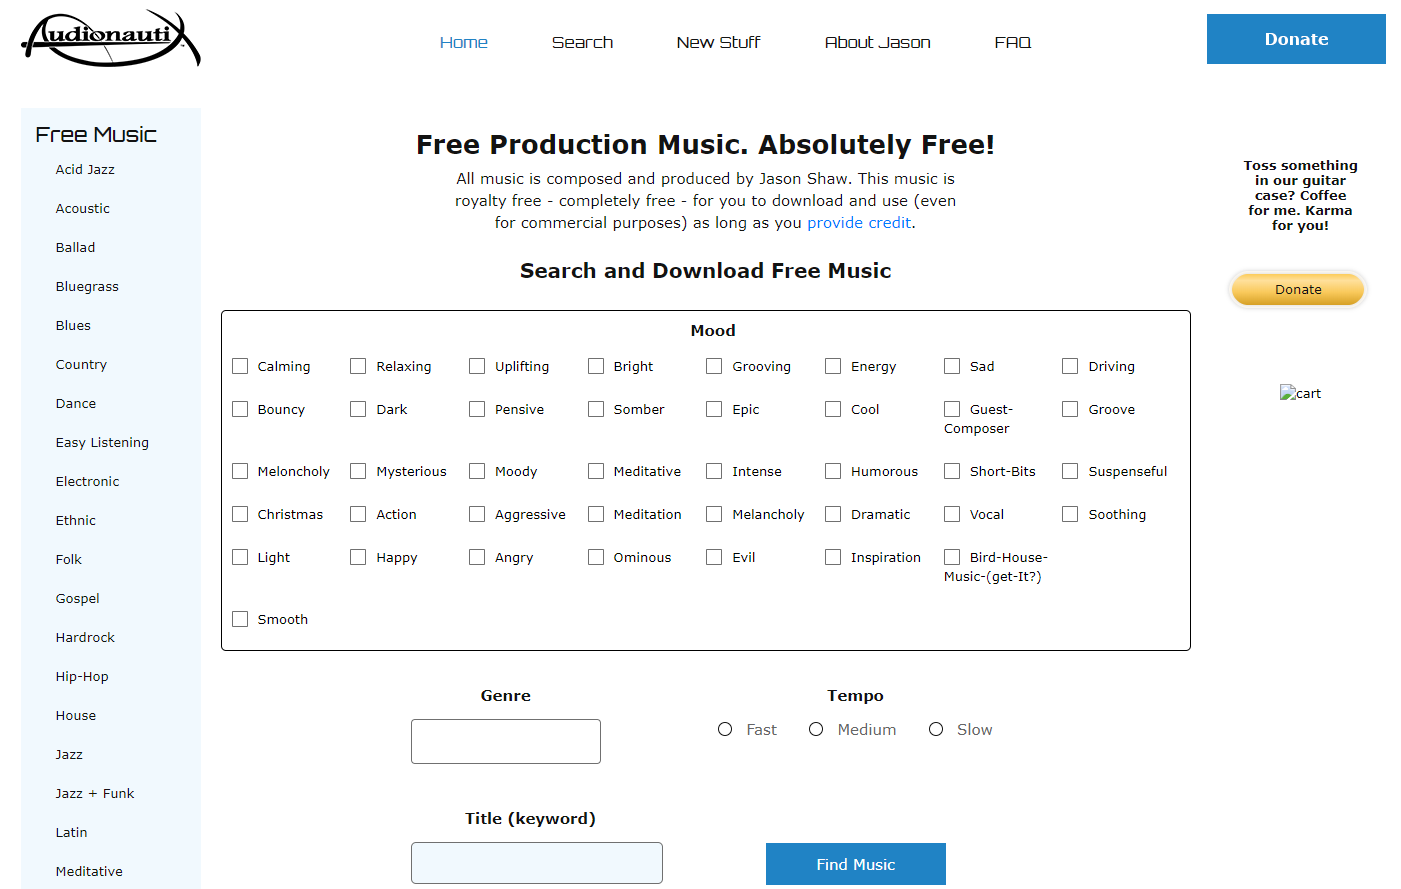 AudionautiX
Home
Search
New Stuff
About Jason
FAQ
Donate
Free Music
Acid Jazz
Acoustic
Ballad
Bluegrass
Blues
Country
Dance
Easy Listening
Electronic
Ethnic
Folk
Gospel
Hardrock
Hip-Hop
House
Jazz
Jazz + Funk
Latin
Meditative
Free Production Music. Absolutely Free!
All music is composed and produced by Jason Shaw. This music is
royalty free - completely free - for you to download and use (even
for commercial purposes) as long as you provide credit.
Search and Download Free Music
Mood
Calming Relaxing Uplifting Bright Grooving Energy Sad Driving
Bouncy Dark Pensive Somber Epic Cool Guest- Groove
Composer
Meloncholy Mysterious Moody Meditative Intense Humorous Short-Bits Suspenseful
Christmas Action Aggressive Meditation Melancholy Dramatic Vocal Soothing
Light Happy Angry Ominous Evil Inspiration Bird-House-
Music-(get-It?)
Smooth
Genre
Tempo
Fast Medium Slow
Title (keyword)
Find Music
Toss something
in our guitar
case? Coffee
for me. Karma
for you!
Donate
cart